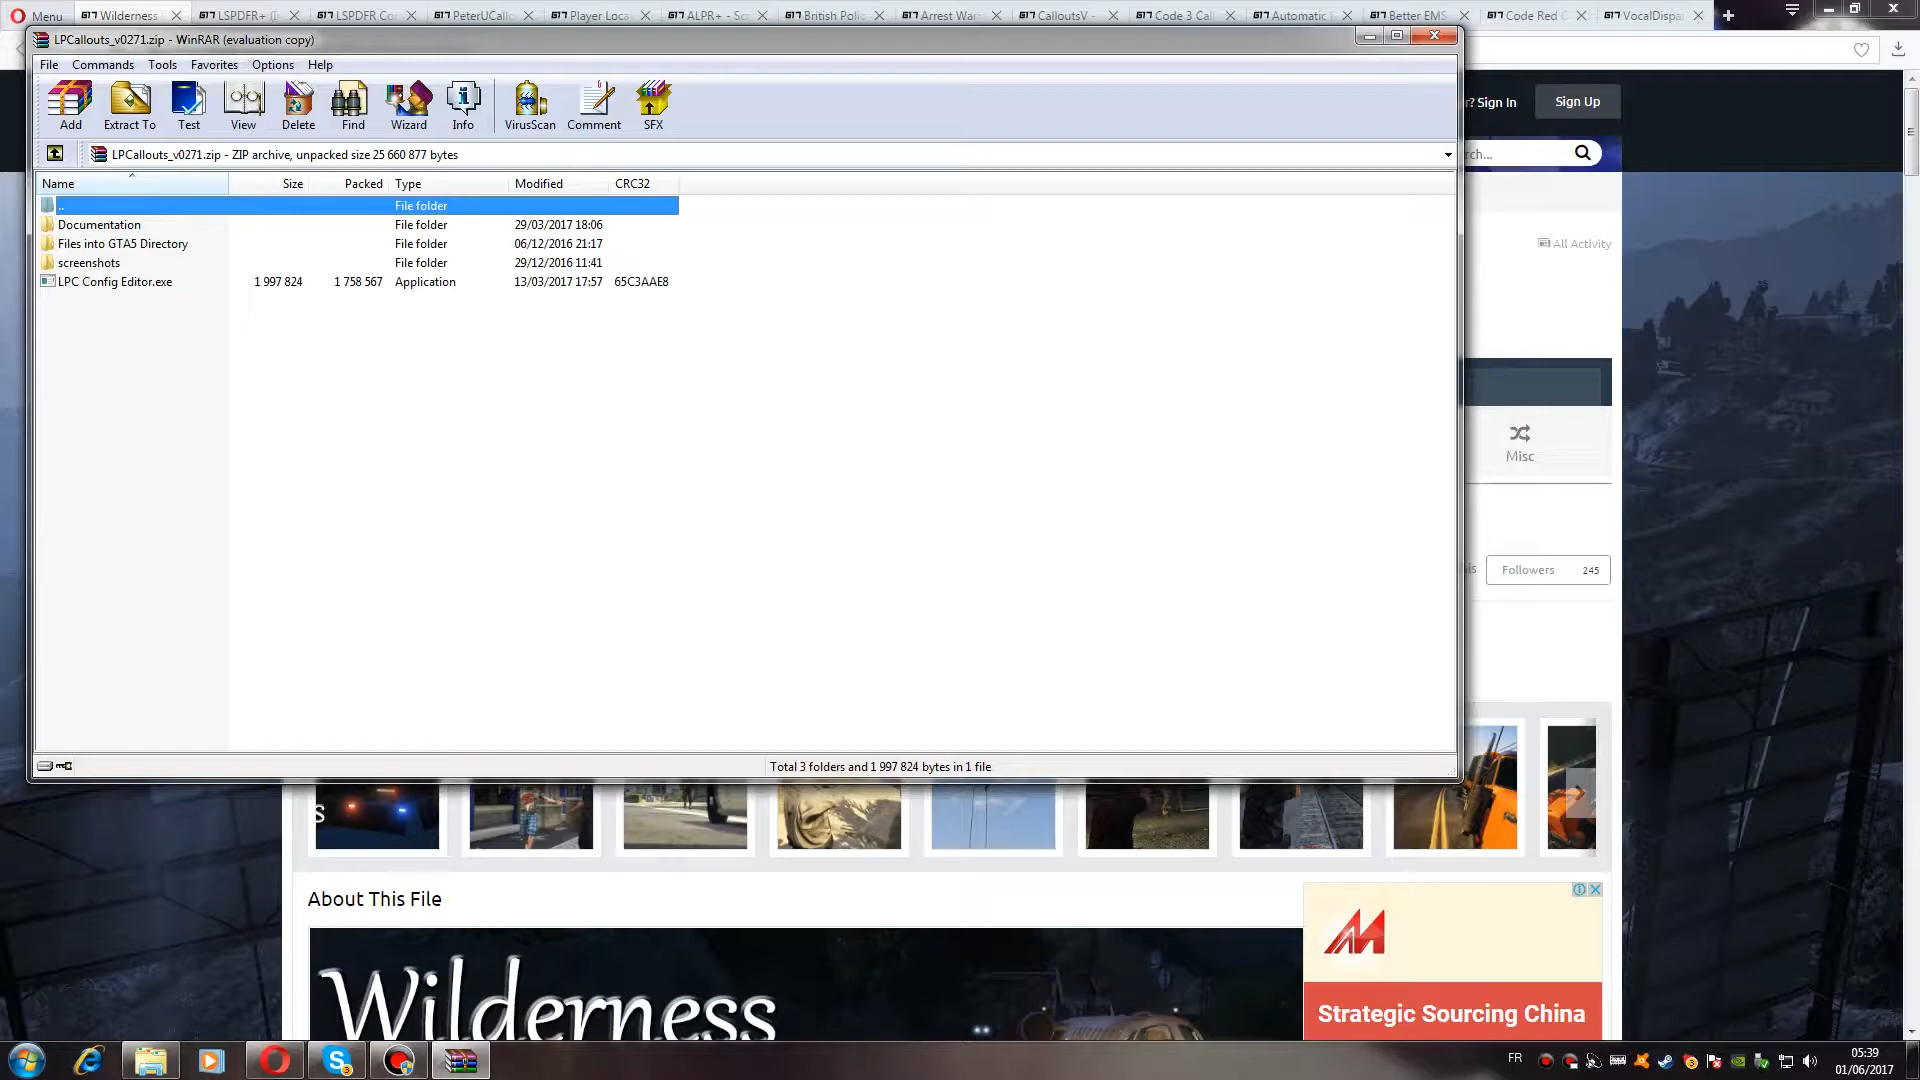 Menu
Wilderness
LSPDFR+ (I
LSPDFR Co
PeterUCallo
Player Loca
ALPR+ - Sc
British Polic
Arrest War
CalloutsV -
Code 3 Call
Automatic
Better EMS
Code Red C
VocalDispa
LPCallouts_v0271.zip - WinRAR (evaluation copy)
File Commands Tools Favorites Options Help
Add
Extract To
Test
View
Delete
Find
Wizard
Info
VirusScan
Comment
SFX
LPCallouts_v0271.zip - ZIP archive, unpacked size 25 660 877 bytes
Name Size Packed Type Modified CRC32
.. File folder
Documentation File folder 29/03/2017 18:06
Files into GTA5 Directory File folder 06/12/2016 21:17
screenshots File folder 29/12/2016 11:41
LPC Config Editor.exe 1 997 824 1 758 567 Application 13/03/2017 17:57 65C3AAE8
Total 3 folders and 1 997 824 bytes in 1 file
r? Sign In
Sign Up
rch...
All Activity
Misc
is
Followers 245
s
About This File
Wilderness
Strategic Sourcing China
3
FR
05:39
01/06/2017